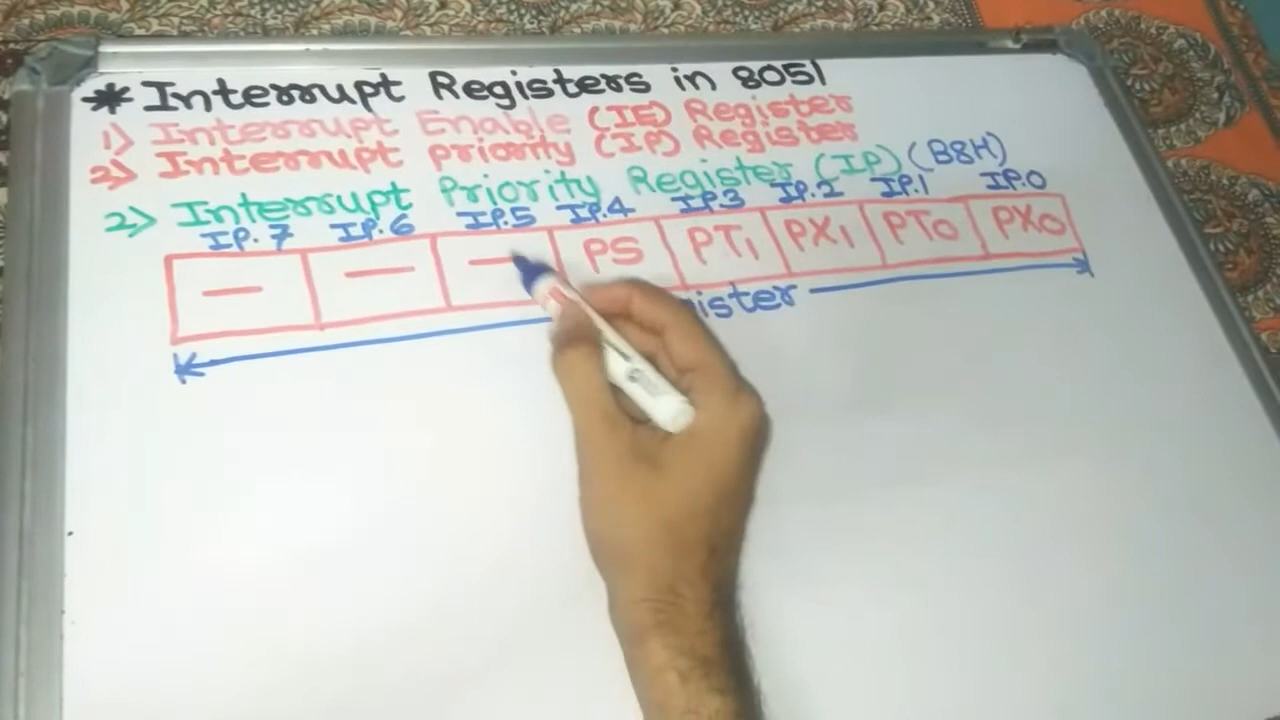 * Interrupt Registers in 8051
1) Interrupt Enable (IE) Register
2) Interrupt priority (IP) Register
2) Interrupt Priority Register (IP) (B8H)
IP.7 IP.6 IP.5 IP.4 IP.3 IP.2 IP.1 IP.0
— — — PS PT1 PX1 PT0 PX0